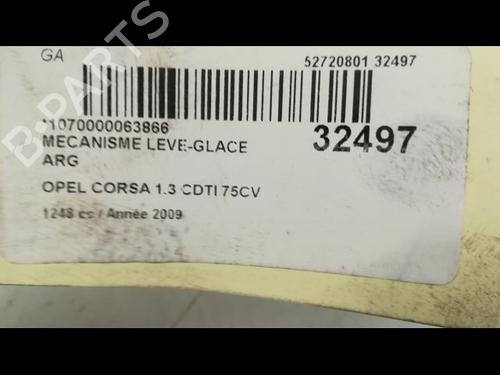 GA
52720801 32497
*1070000063866
32497
MECANISME LEVE-GLACE
ARG
OPEL CORSA 1.3 CDTI 75CV
1248 cc / Année 2009
B-PARTS